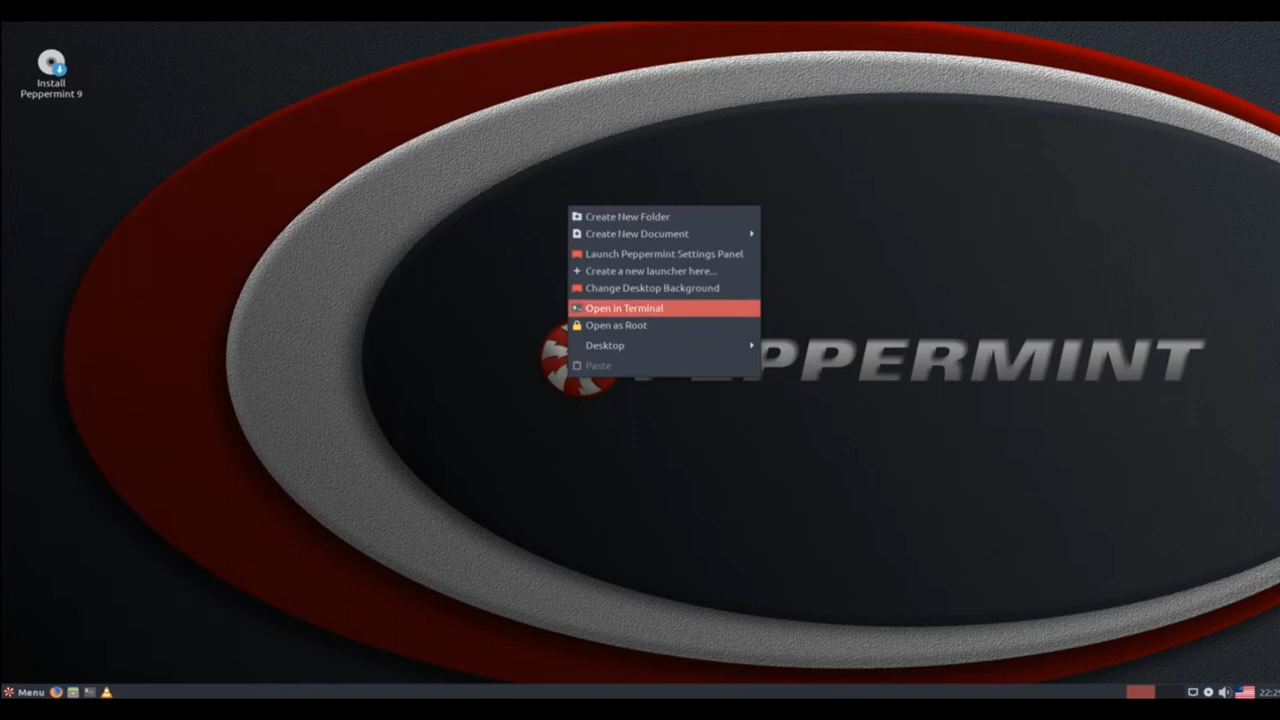 Install
Peppermint 9
Create New Folder
Create New Document
Launch Peppermint Settings Panel
Create a new launcher here...
Change Desktop Background
Open in Terminal
Open as Root
Desktop
Paste
PEPPERMINT
Menu